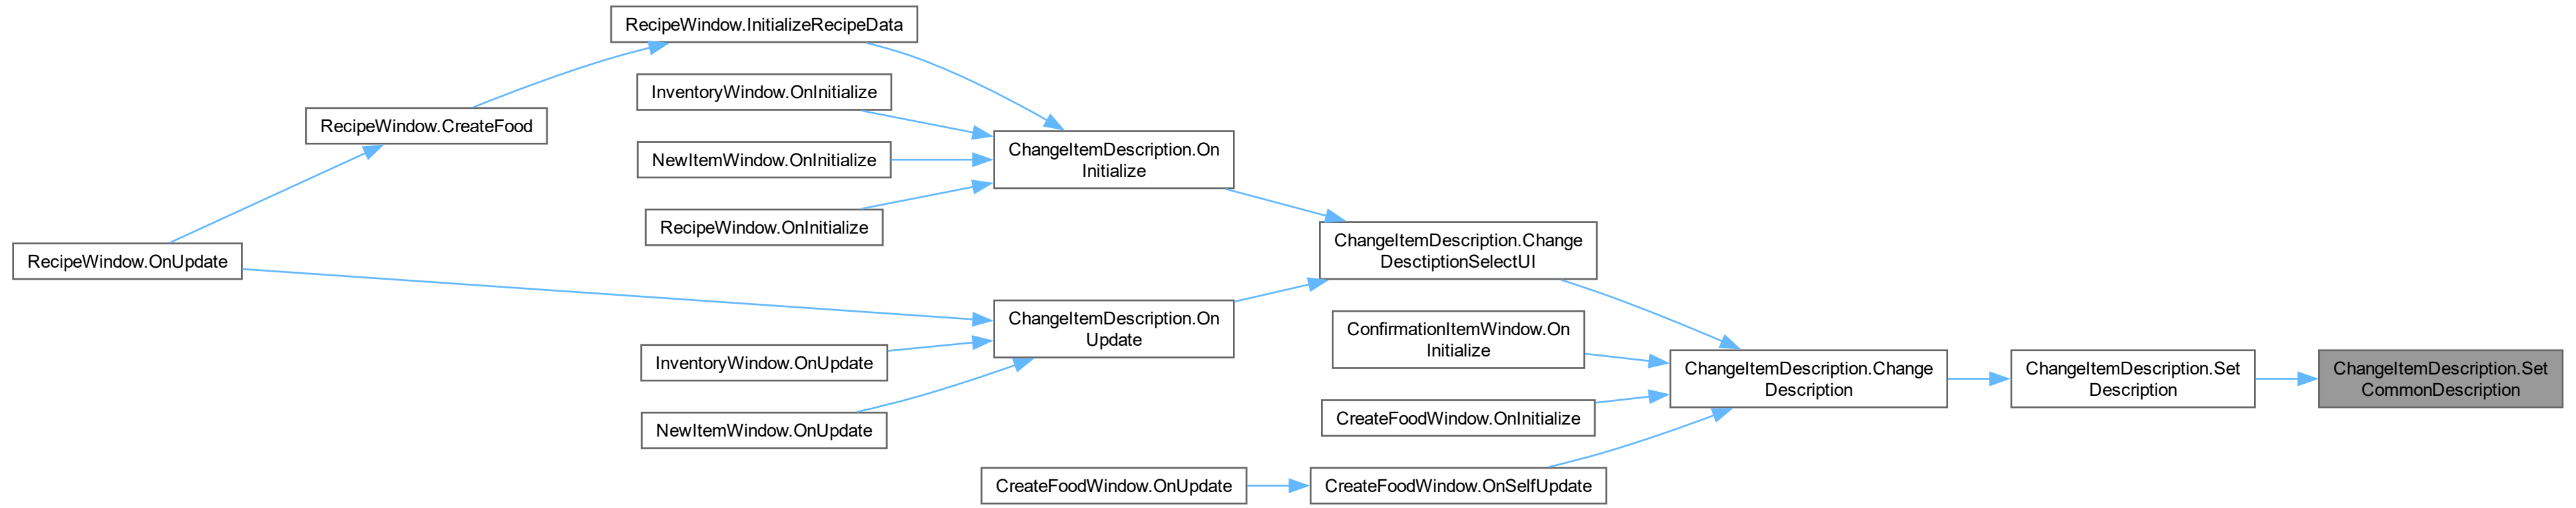 RecipeWindow.InitializeRecipeData
InventoryWindow.OnInitialize
RecipeWindow.CreateFood
NewItemWindow.OnInitialize
ChangeItemDescription.On
Initialize
RecipeWindow.OnInitialize
RecipeWindow.OnUpdate
ChangeItemDescription.Change
DesctiptionSelectUI
ChangeItemDescription.On
Update
InventoryWindow.OnUpdate
ConfirmationItemWindow.On
Initialize
ChangeItemDescription.Change
Description
ChangeItemDescription.Set
Description
ChangeItemDescription.Set
CommonDescription
NewItemWindow.OnUpdate
CreateFoodWindow.OnInitialize
CreateFoodWindow.OnUpdate
CreateFoodWindow.OnSelfUpdate